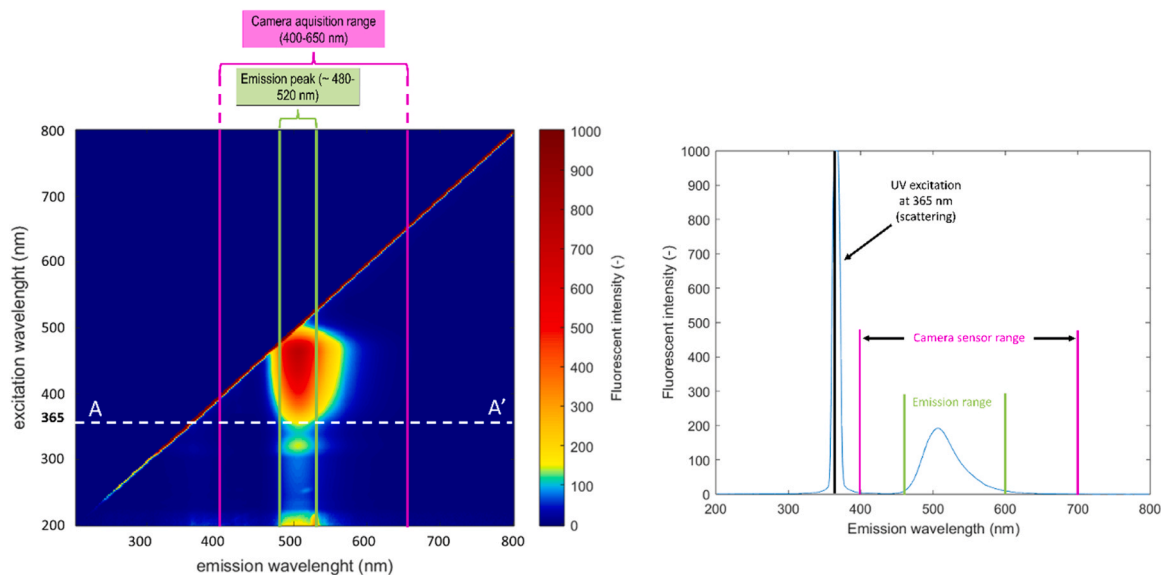 Camera aquisition range
(400-650 nm)
Emission peak (~ 480-
520 nm)
800
700
600
500
400
365
300
200
excitation wavelenght (nm)
A
A'
300
400
500
600
700
800
emission wavelenght (nm)
1000
900
800
700
600
500
400
300
200
100
0
Fluorescent intensity (-)
1000
900
800
700
600
500
400
300
200
100
0
Fluorescent intensity (-)
UV excitation
at 365 nm
(scattering)
Camera sensor range
Emission range
200
300
400
500
600
700
800
Emission wavelength (nm)